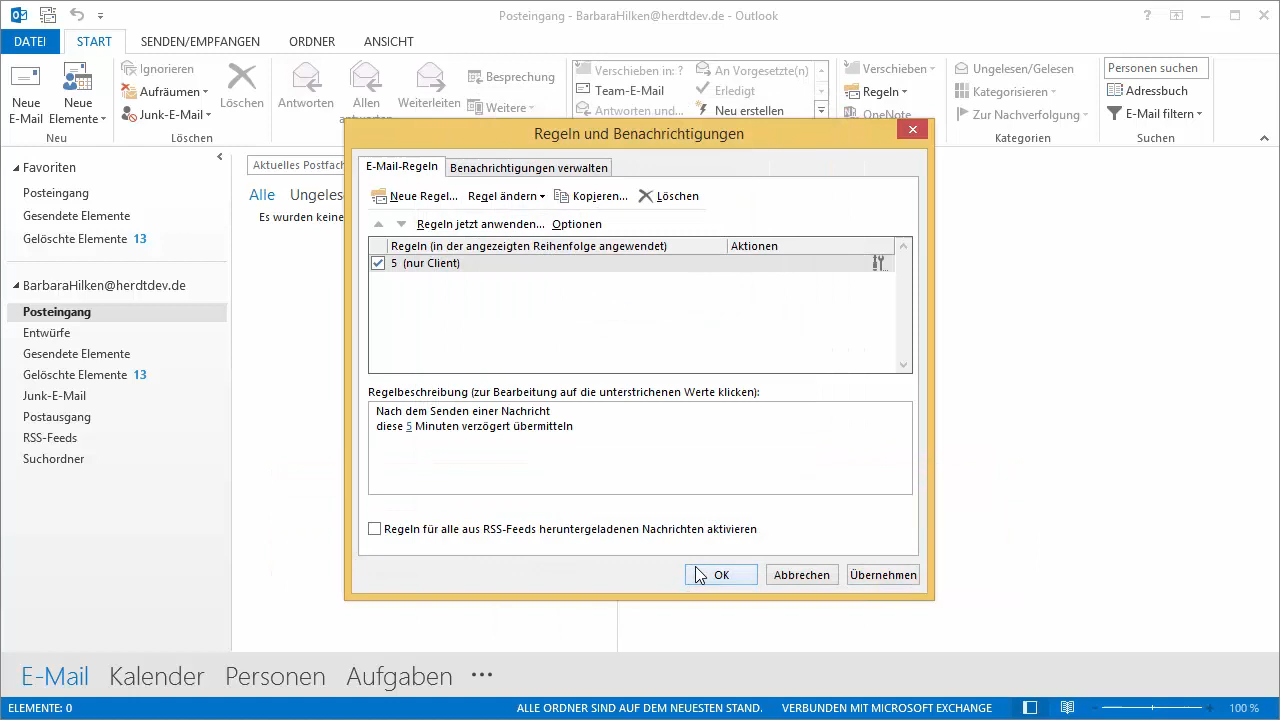 Posteingang - BarbaraHilken@herdtdev.de - Outlook
DATEI START SENDEN/EMPFANGEN ORDNER ANSICHT
Neue E-Mail
Neue Elemente
Neu
Ignorieren
Aufräumen
Junk-E-Mail
Löschen
Löschen
Antworten
Allen antworten
Weiterleiten
Besprechung
Weitere
Verschieben in: ?
Team-E-Mail
Antworten und...
An Vorgesetzte(n)
Erledigt
Neu erstellen
Verschieben
Regeln
OneNote
Ungelesen/Gelesen
Kategorisieren
Zur Nachverfolgung
Kategorien
Personen suchen
Adressbuch
E-Mail filtern
Suchen
Favoriten
Posteingang
Gesendete Elemente
Gelöschte Elemente 13
BarbaraHilken@herdtdev.de
Posteingang
Entwürfe
Gesendete Elemente
Gelöschte Elemente 13
Junk-E-Mail
Postausgang
RSS-Feeds
Suchordner
Aktuelles Postfach
Alle Ungeles
Es wurden keine
Regeln und Benachrichtigungen
E-Mail-Regeln Benachrichtigungen verwalten
Neue Regel... Regel ändern Kopieren... Löschen
Regeln jetzt anwenden... Optionen
Regeln (in der angezeigten Reihenfolge angewendet) Aktionen
5 (nur Client)
Regelbeschreibung (zur Bearbeitung auf die unterstrichenen Werte klicken):
Nach dem Senden einer Nachricht
diese 5 Minuten verzögert übermitteln
Regeln für alle aus RSS-Feeds heruntergeladenen Nachrichten aktivieren
OK Abbrechen Übernehmen
E-Mail Kalender Personen Aufgaben ...
ELEMENTE: 0 ALLE ORDNER SIND AUF DEM NEUESTEN STAND. VERBUNDEN MIT MICROSOFT EXCHANGE 100 %